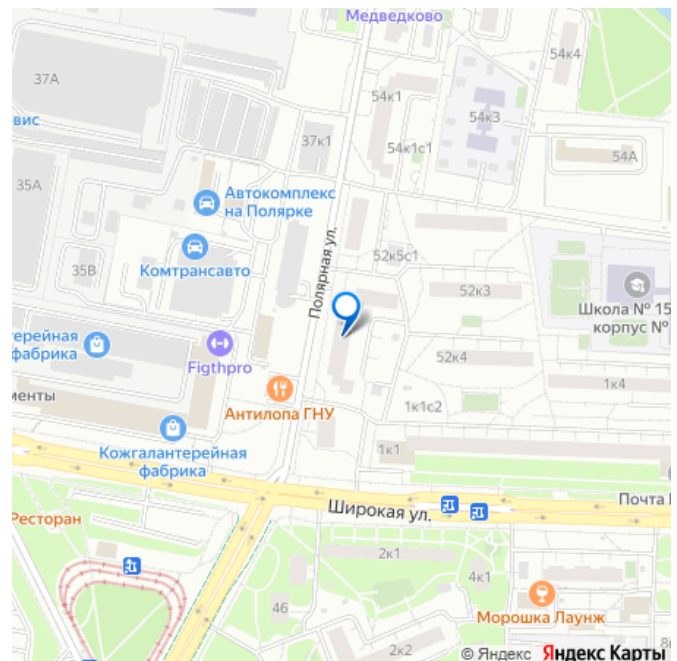 Медведково
37А
54к4
54к1
54к3
вис
37к1
54к1с1
54А
35А
Автокомплекс
на Полярке
Полярная ул.
52к5с1
Комтрансавто
35В
52к3
Школа № 15
корпус №
терейная
фабрика
Figthpro
52к4
1к4
менты
Антилопа ГНУ
1к1с2
1к1
Кожгалантерейная
фабрика
Почта
Широкая ул.
Ресторан
2к1
4к1
46
Морошка Лаунж
2к2
8к
© Яндекс Яндекс Карты